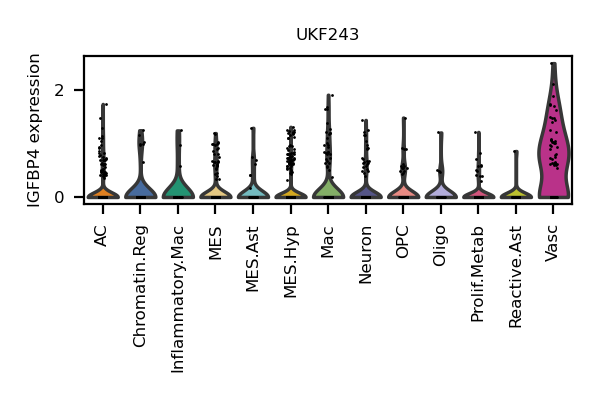 UKF243
IGFBP4 expression
2
0
AC
Chromatin.Reg
Inflammatory.Mac
MES
MES.Ast
MES.Hyp
Mac
Neuron
OPC
Oligo
Prolif.Metab
Reactive.Ast
Vasc